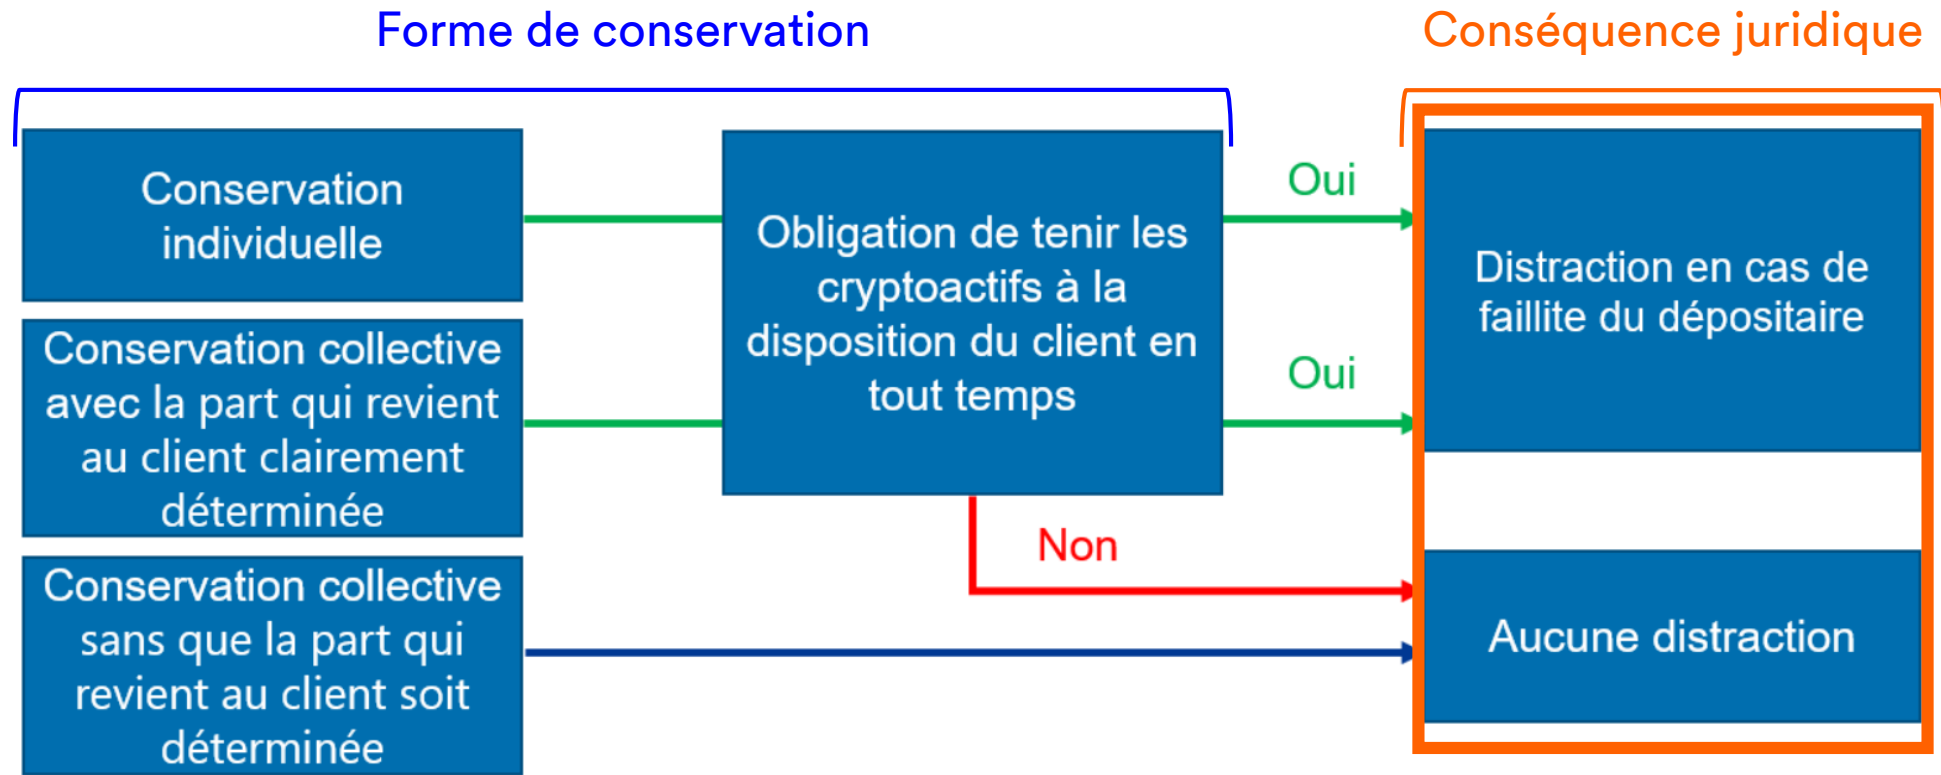 Forme de conservation
Conséquence juridique
Conservation
individuelle
Conservation collective
avec la part qui revient
au client clairement
déterminée
Conservation collective
sans que la part qui
revient au client soit
déterminée
Obligation de tenir les
cryptoactifs à la
disposition du client en
tout temps
Oui
Oui
Non
Distraction en cas de
faillite du dépositaire
Aucune distraction